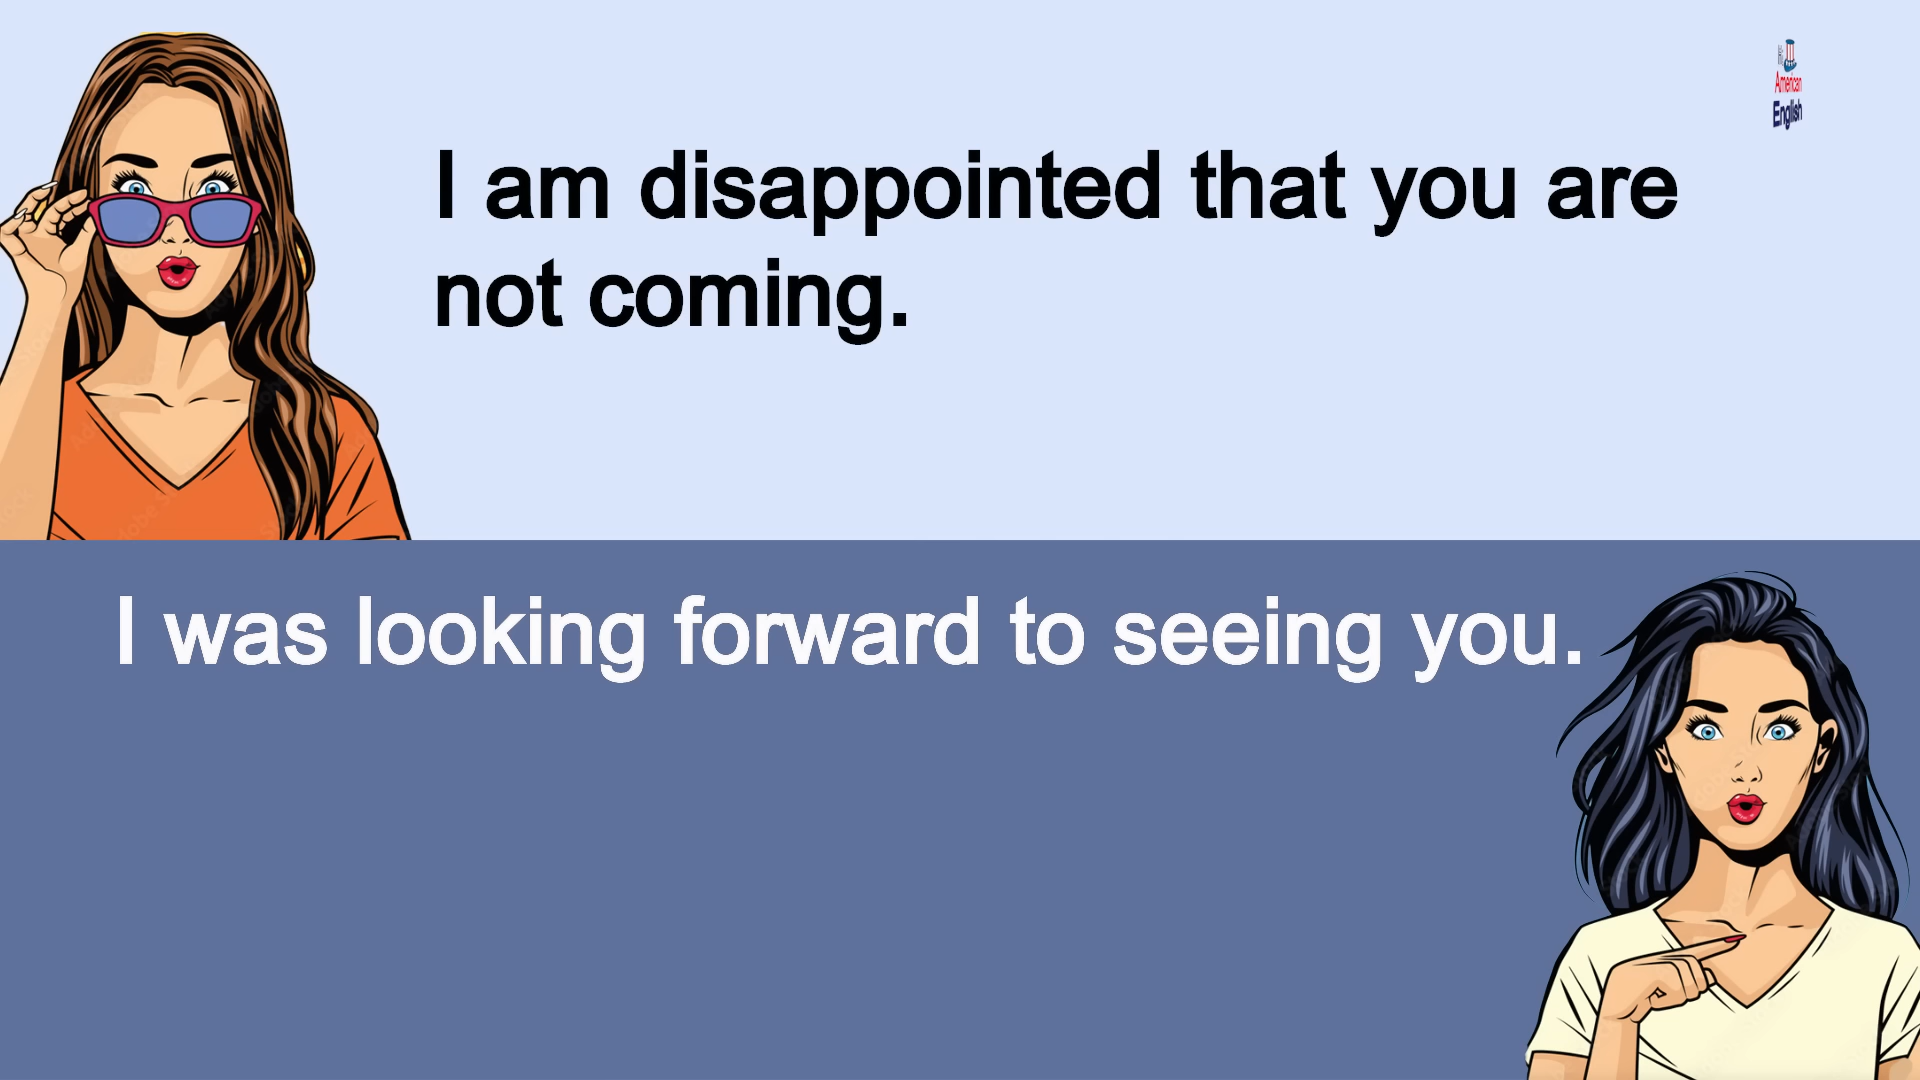 American
English
I am disappointed that you are
not coming.
I was looking forward to seeing you.